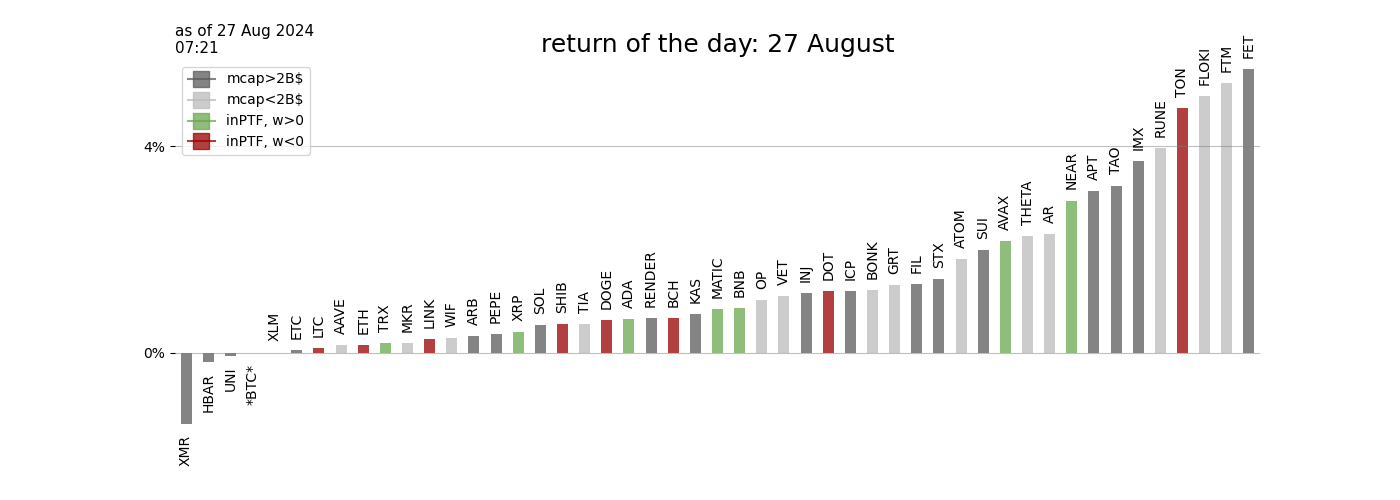 as of 27 Aug 2024
07:21
return of the day: 27 August
mcap>2B$
mcap<2B$
inPTF, w>0
inPTF, w<0
4%
0%
XMR
HBAR
UNI
*BTC*
XLM
ETC
LTC
AAVE
ETH
TRX
MKR
LINK
WIF
ARB
PEPE
XRP
SOL
SHIB
TIA
DOGE
ADA
RENDER
BCH
KAS
MATIC
BNB
OP
VET
INJ
DOT
ICP
BONK
GRT
FIL
STX
ATOM
SUI
AVAX
THETA
AR
NEAR
APT
TAO
IMX
RUNE
TON
FLOKI
FTM
FET